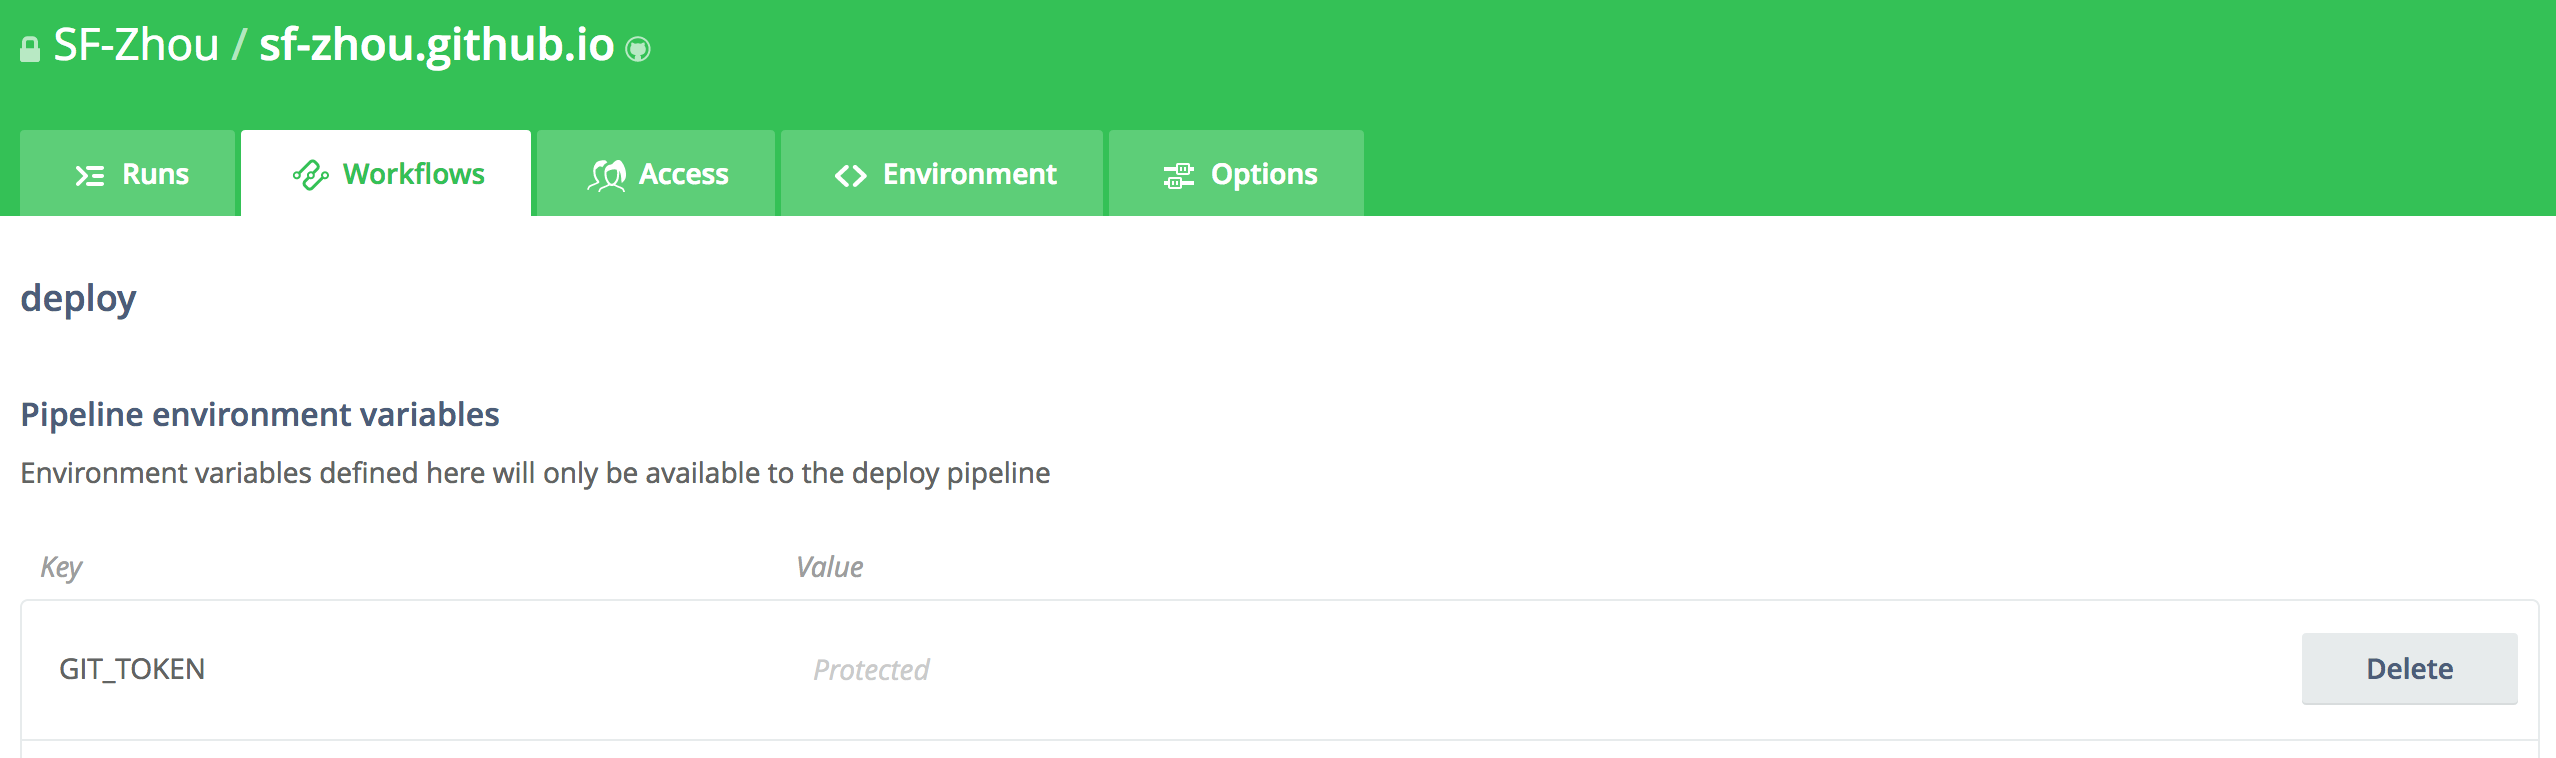 SF-Zhou / sf-zhou.github.io
Runs Workflows Access Environment Options
deploy
Pipeline environment variables
Environment variables defined here will only be available to the deploy pipeline
Key Value
GIT_TOKEN Protected Delete